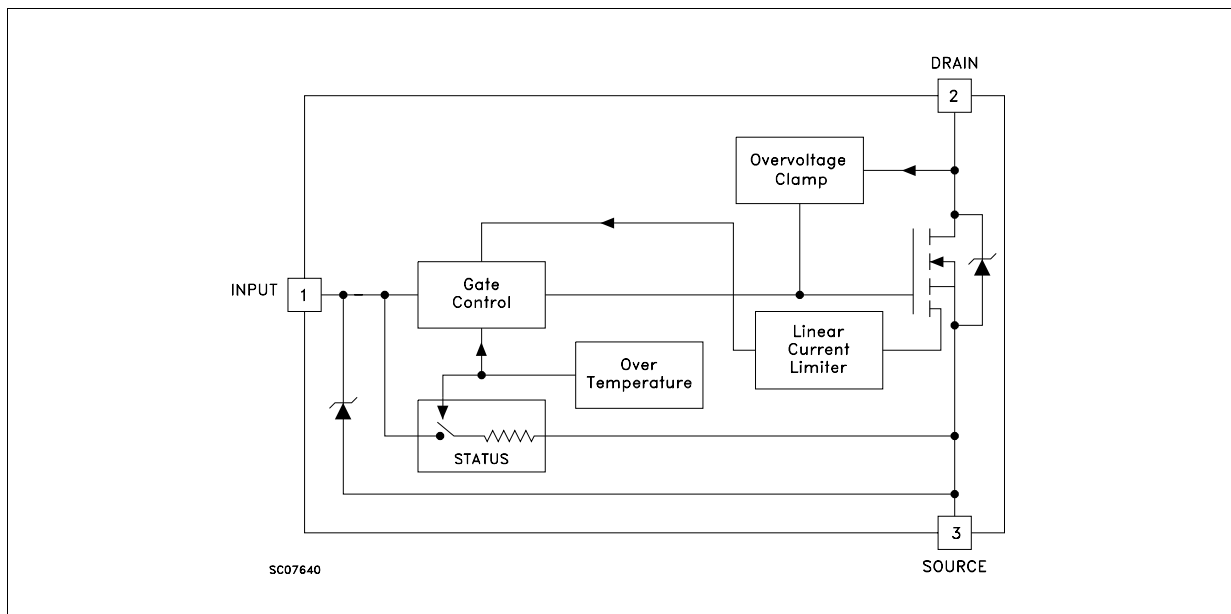 DRAIN
2
Overvoltage
Clamp
INPUT
1
Gate
Control
Linear
Current
Limiter
Over
Temperature
STATUS
3
SOURCE
SC07640